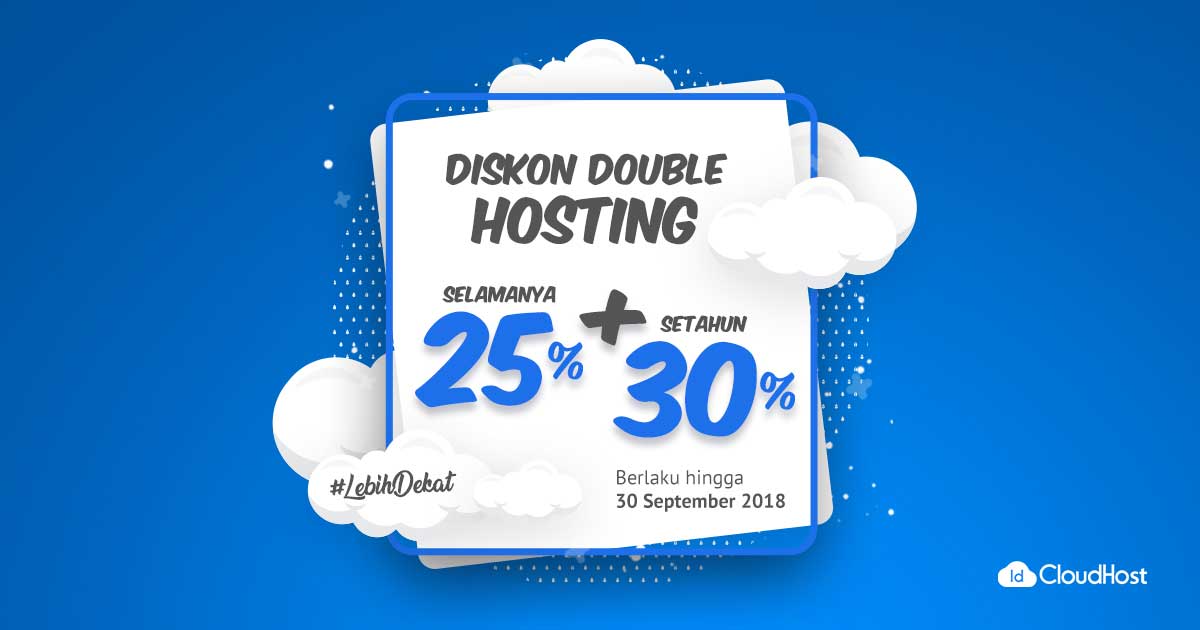 DISKON DOUBLE
HOSTING
SELAMANYA
25%
+
SETAHUN
30%
#LebihDekat
Berlaku hingga
30 September 2018
Id CloudHost